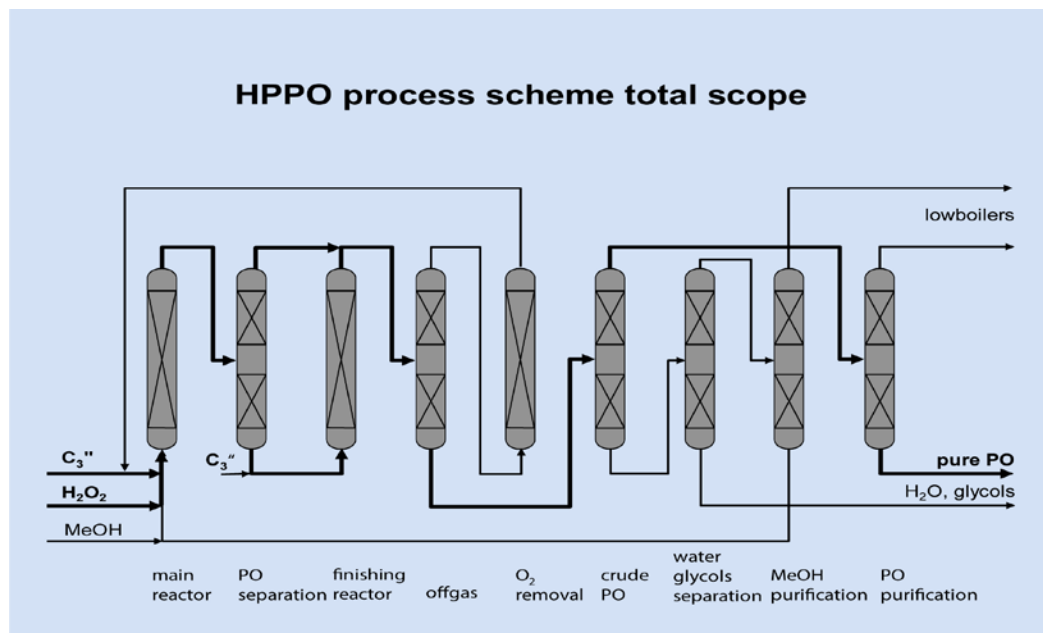 HPPO process scheme total scope
lowboilers
C₃"
C₃"
pure PO
H₂O₂
H₂O, glycols
MeOH
main
reactor
PO
separation
finishing
reactor
offgas
O₂
removal
crude
PO
water
glycols
separation
MeOH
purification
PO
purification